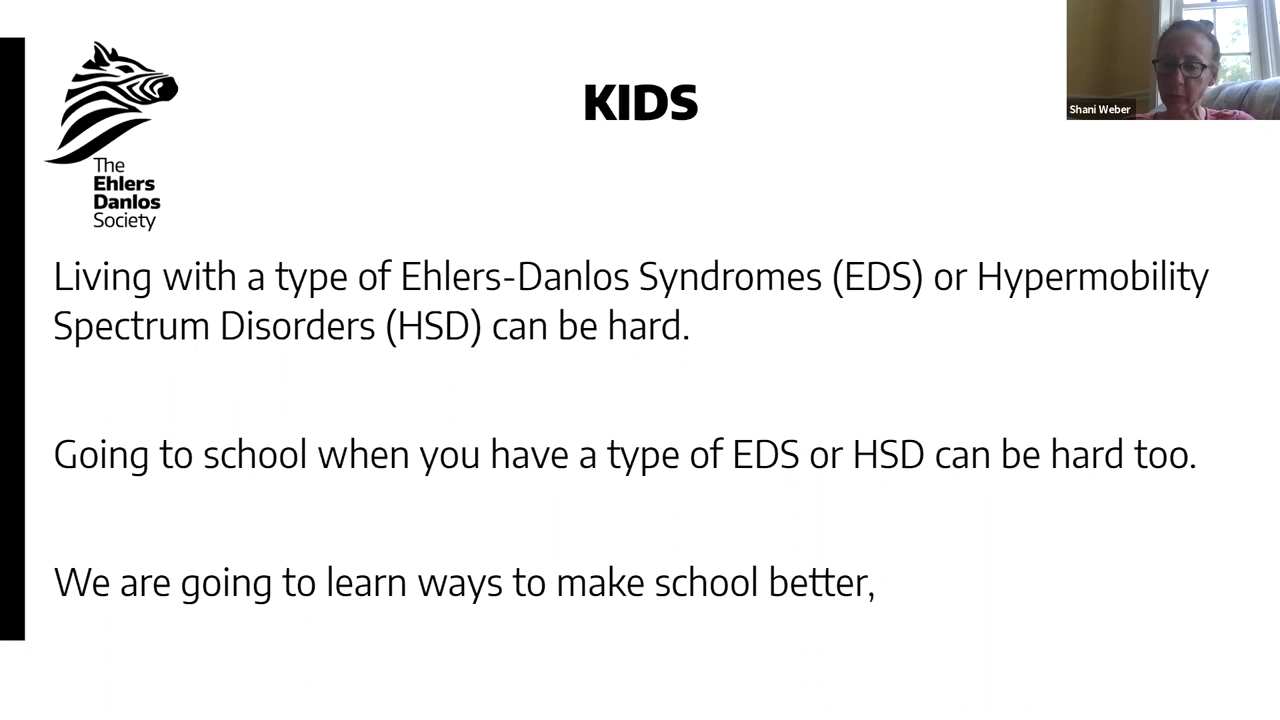 KIDS
Shani Weber
The
Ehlers
Danlos
Society
Living with a type of Ehlers-Danlos Syndromes (EDS) or Hypermobility
Spectrum Disorders (HSD) can be hard.
Going to school when you have a type of EDS or HSD can be hard too.
We are going to learn ways to make school better,